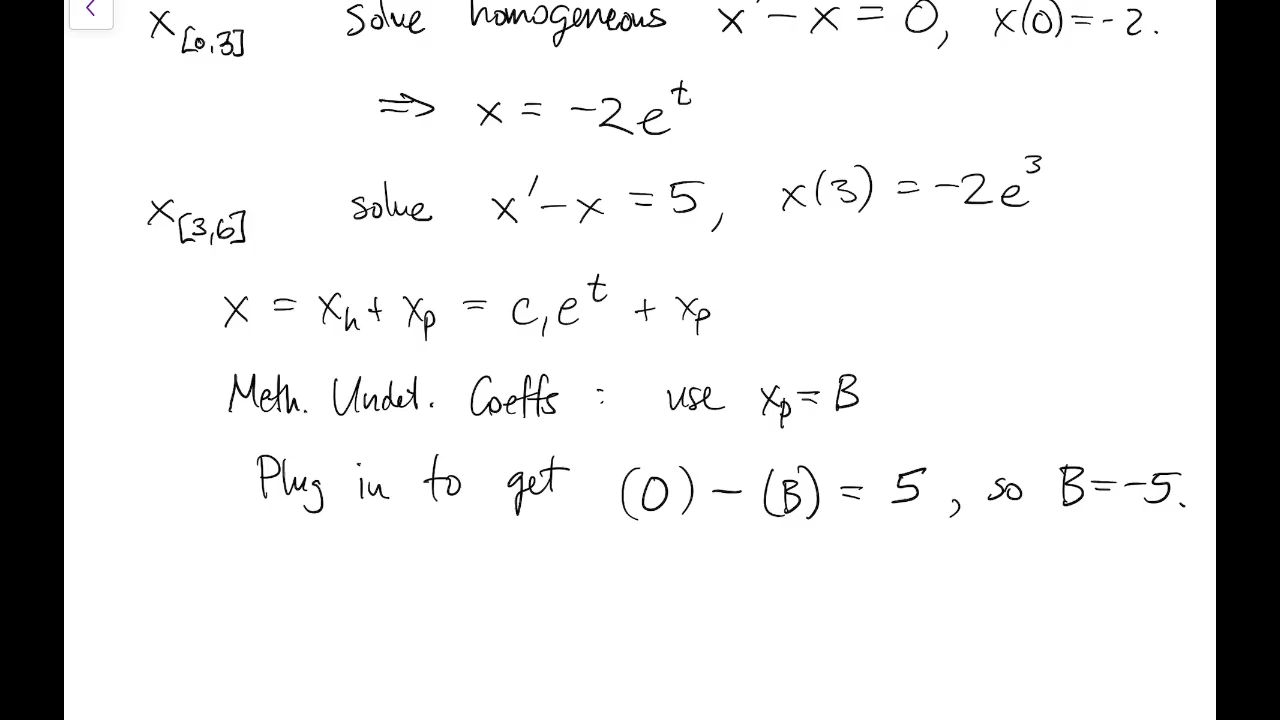 x[0,3] solve homogeneous x' - x = 0, x(0) = -2.
⇒ x = -2e^t
x[3,6] solve x' - x = 5, x(3) = -2e^3
x = x_h + x_p = c_1 e^t + x_p
Meth. Undet. Coeffs : use x_p = B
Plug in to get (0) - (B) = 5, so B = -5.